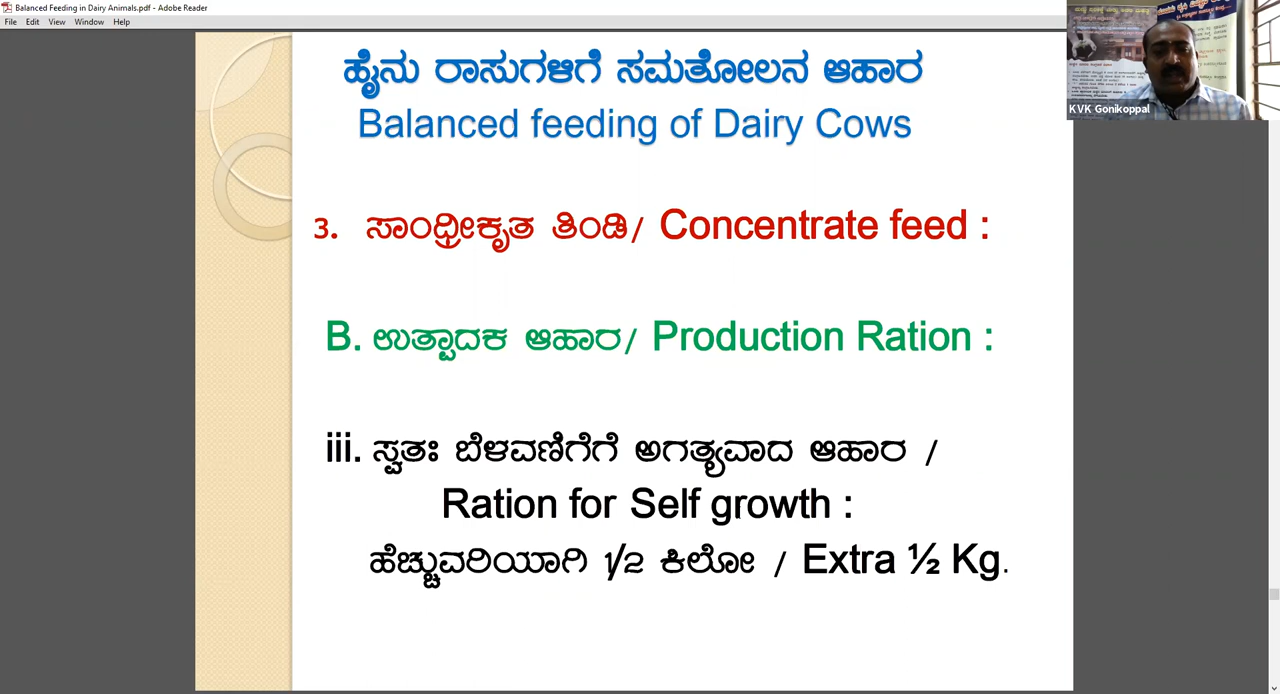 Balanced Feeding in Dairy Animals.pdf - Adobe Reader
File Edit View Window Help
KVK Gonikoppal
ಹೈನು ರಾಸುಗಳಿಗೆ ಸಮತೋಲನ ಆಹಾರ
Balanced feeding of Dairy Cows
3. ಸಾಂಧ್ರೀಕೃತ ತಿಂಡಿ/ Concentrate feed :
B. ಉತ್ಪಾದಕ ಆಹಾರ/ Production Ration :
iii. ಸ್ವತಃ ಬೆಳವಣಿಗೆಗೆ ಅಗತ್ಯವಾದ ಆಹಾರ /
Ration for Self growth :
ಹೆಚ್ಚುವರಿಯಾಗಿ 1/2 ಕಿಲೋ / Extra ½ Kg.